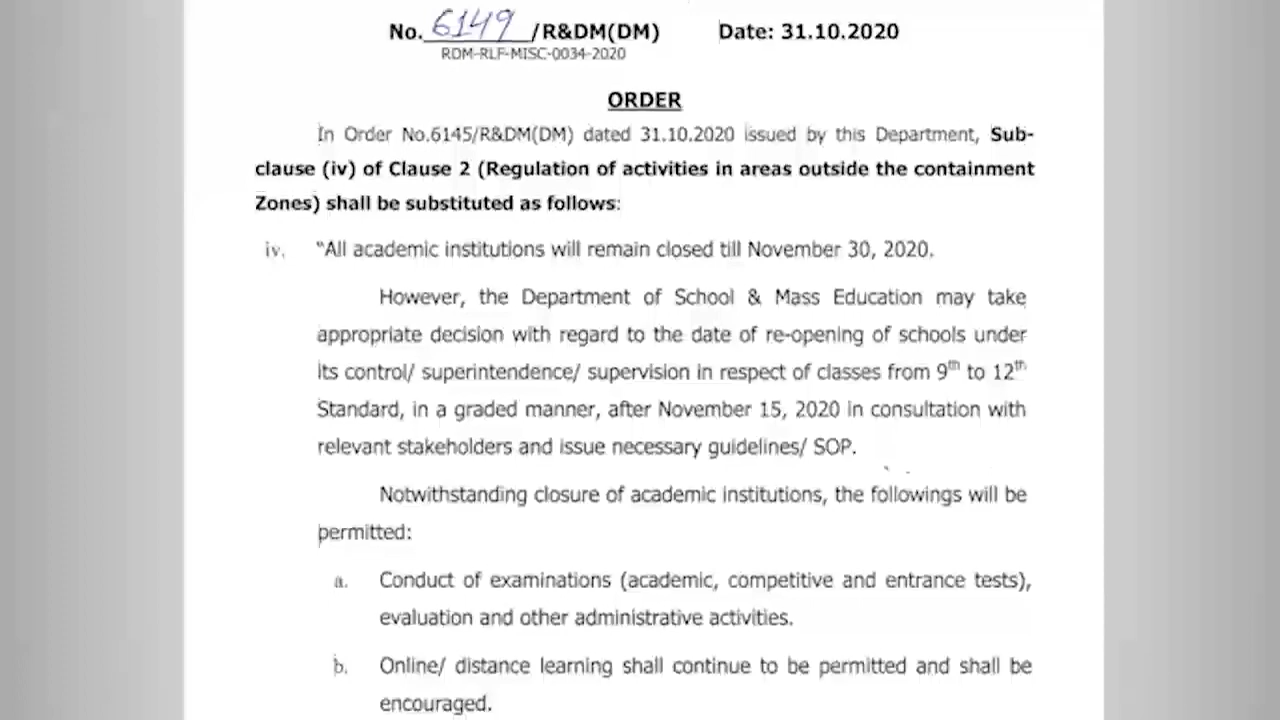 No. 6149 /R&DM(DM) Date: 31.10.2020
RDM-RLF-MISC-0034-2020
ORDER
In Order No.6145/R&DM(DM) dated 31.10.2020 issued by this Department, Sub-
clause (iv) of Clause 2 (Regulation of activities in areas outside the containment
Zones) shall be substituted as follows:
iv. "All academic institutions will remain closed till November 30, 2020.
However, the Department of School & Mass Education may take
appropriate decision with regard to the date of re-opening of schools under
its control/ superintendence/ supervision in respect of classes from 9th to 12th
Standard, in a graded manner, after November 15, 2020 in consultation with
relevant stakeholders and issue necessary guidelines/ SOP.
Notwithstanding closure of academic institutions, the followings will be
permitted:
a. Conduct of examinations (academic, competitive and entrance tests),
evaluation and other administrative activities.
b. Online/ distance learning shall continue to be permitted and shall be
encouraged.